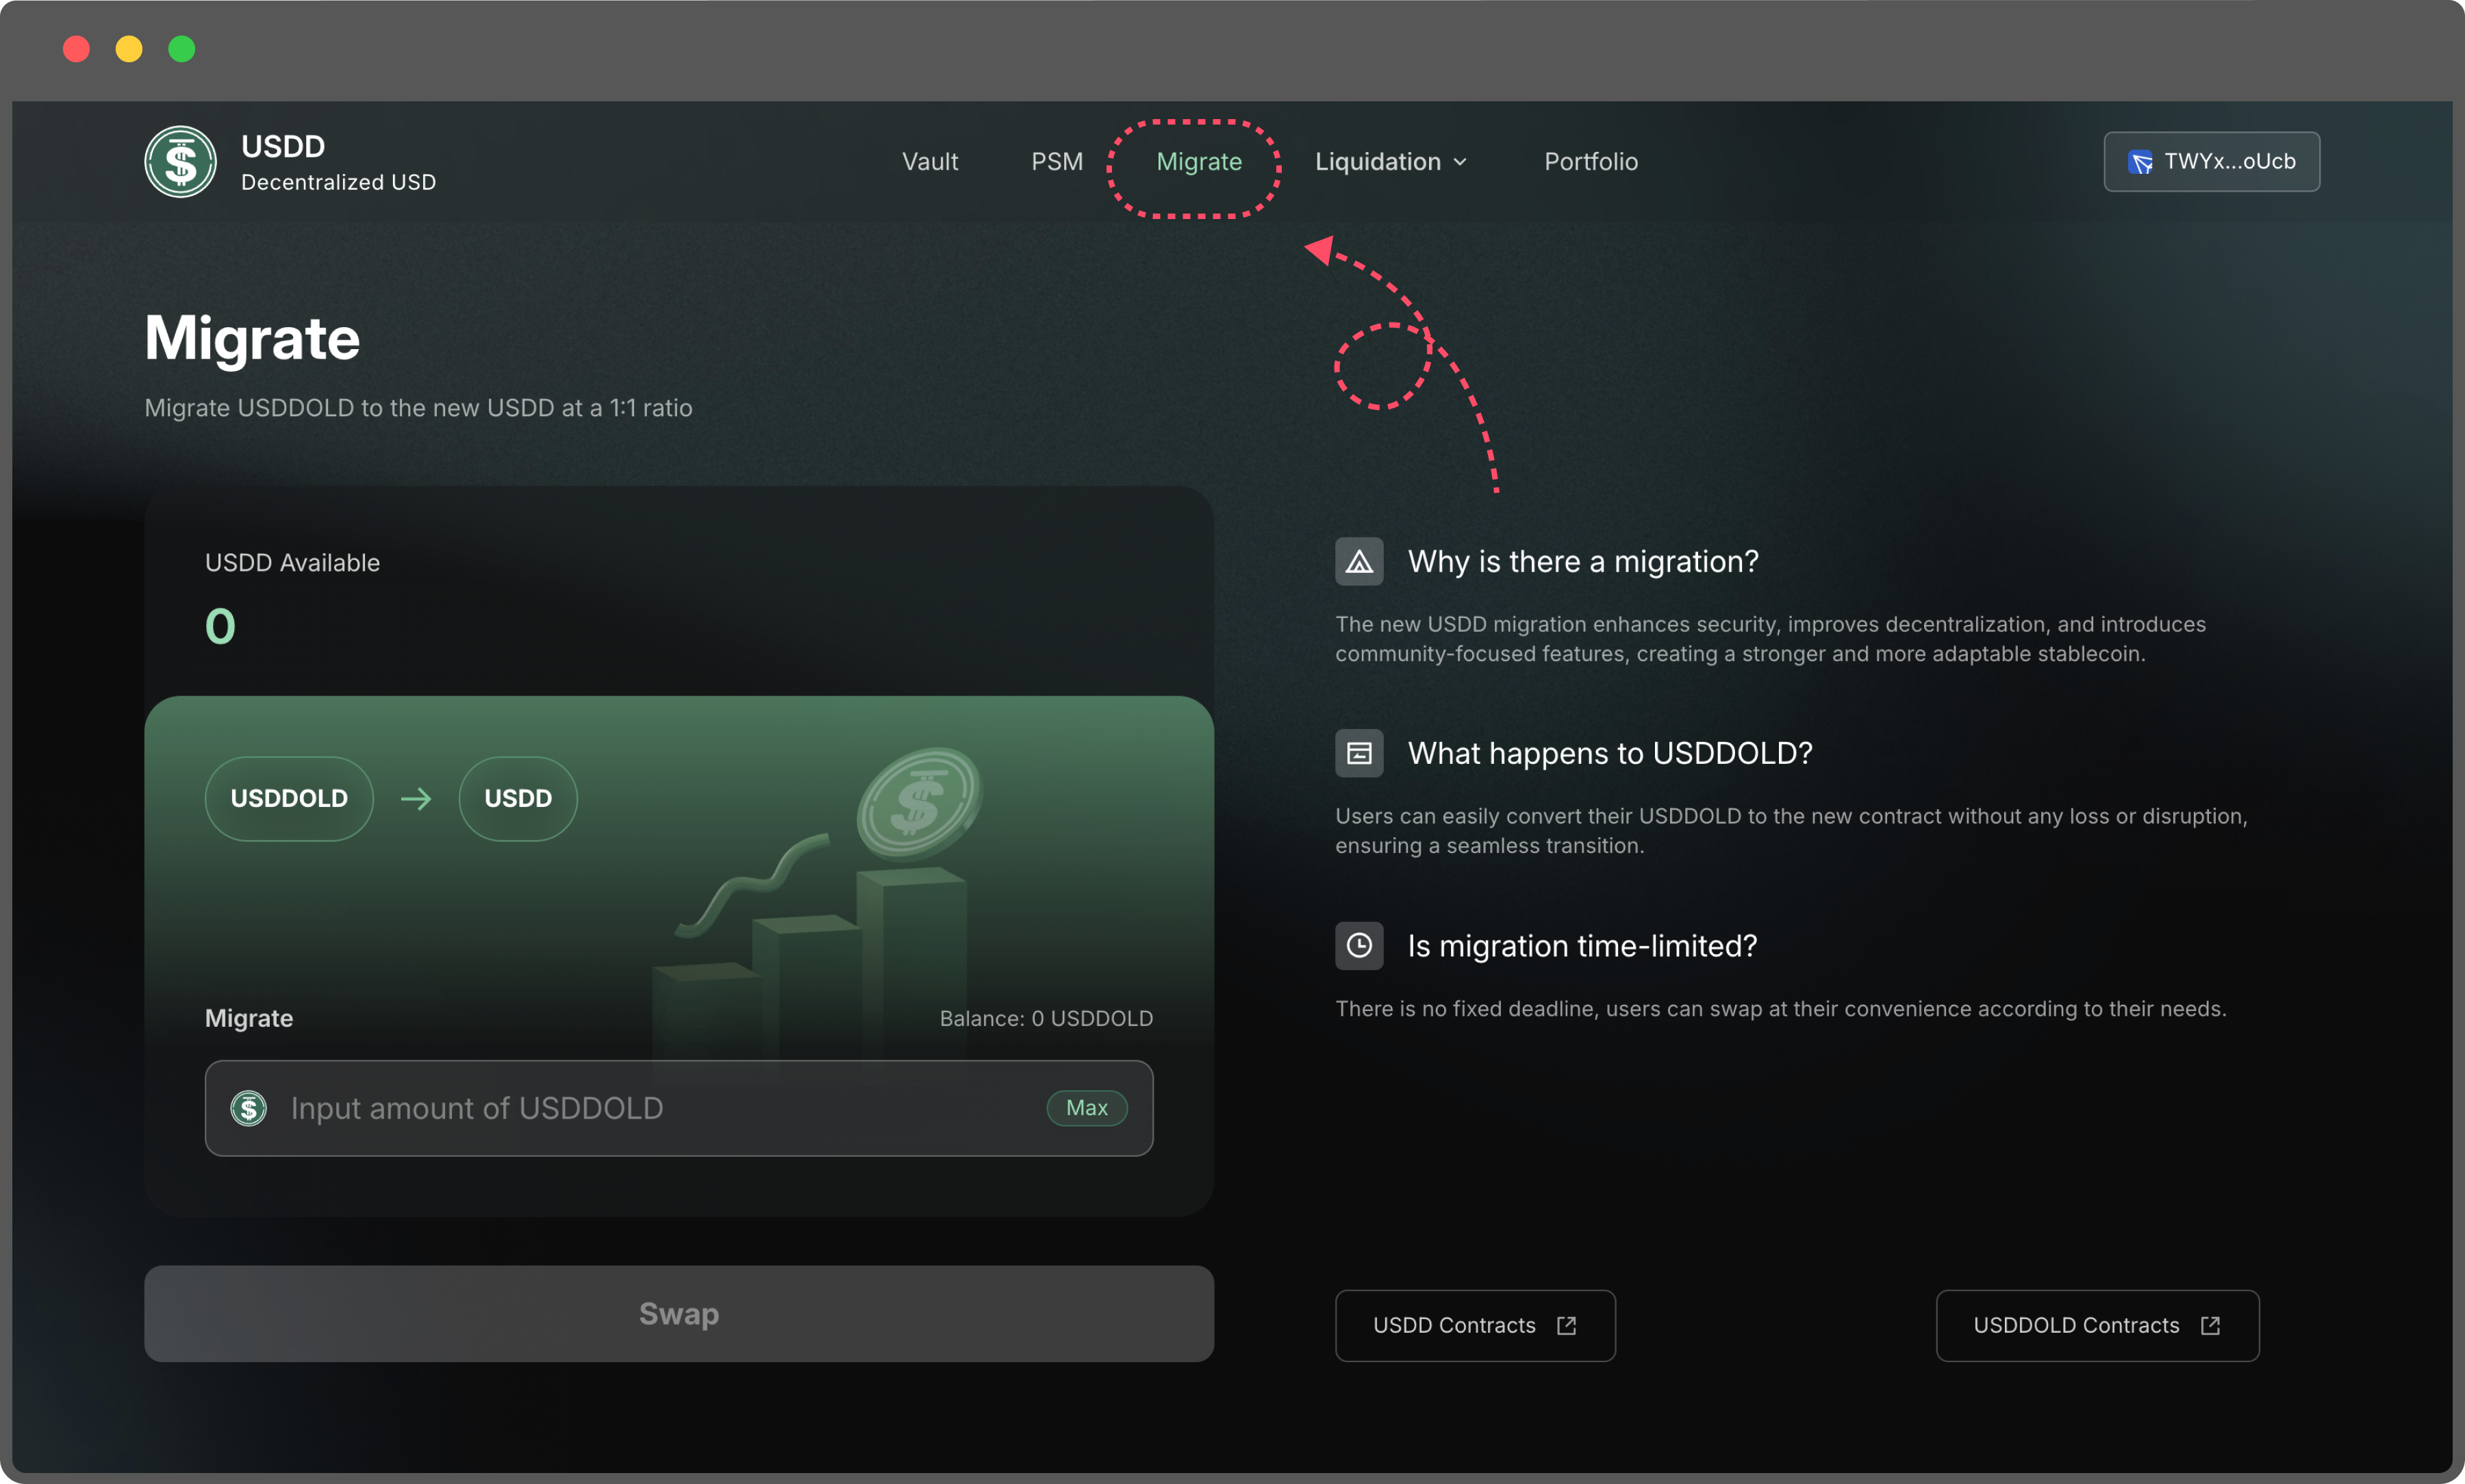 USDD
Decentralized USD
Vault
PSM
Migrate
Liquidation
Portfolio
TWYx...oUcb
Migrate
Migrate USDDOLD to the new USDD at a 1:1 ratio
USDD Available
0
USDDOLD → USDD
Migrate
Balance: 0 USDDOLD
Input amount of USDDOLD
Max
Swap
Why is there a migration?
The new USDD migration enhances security, improves decentralization, and introduces
community-focused features, creating a stronger and more adaptable stablecoin.
What happens to USDDOLD?
Users can easily convert their USDDOLD to the new contract without any loss or disruption,
ensuring a seamless transition.
Is migration time-limited?
There is no fixed deadline, users can swap at their convenience according to their needs.
USDD Contracts
USDDOLD Contracts